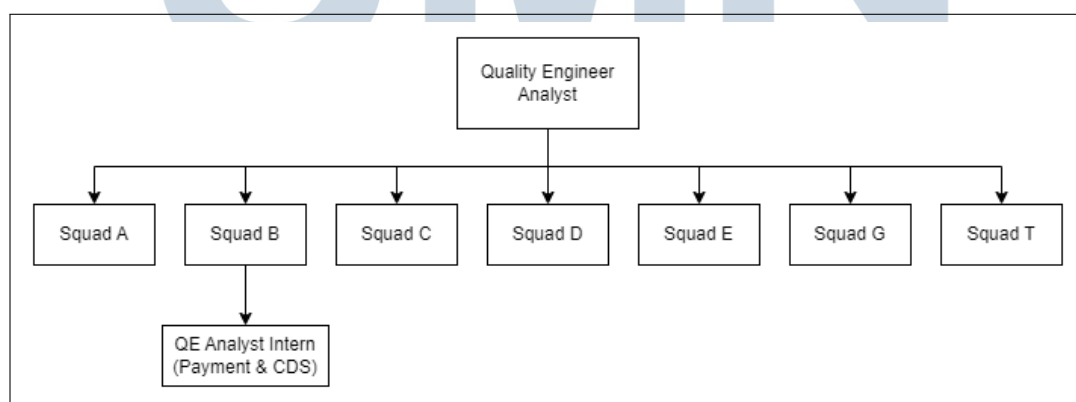 Quality Engineer
Analyst
Squad A
Squad B
Squad C
Squad D
Squad E
Squad G
Squad T
QE Analyst Intern
(Payment & CDS)